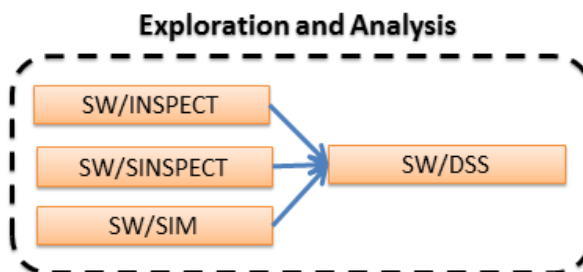 Exploration and Analysis
SW/INSPECT
SW/SINSPECT
SW/DSS
SW/SIM